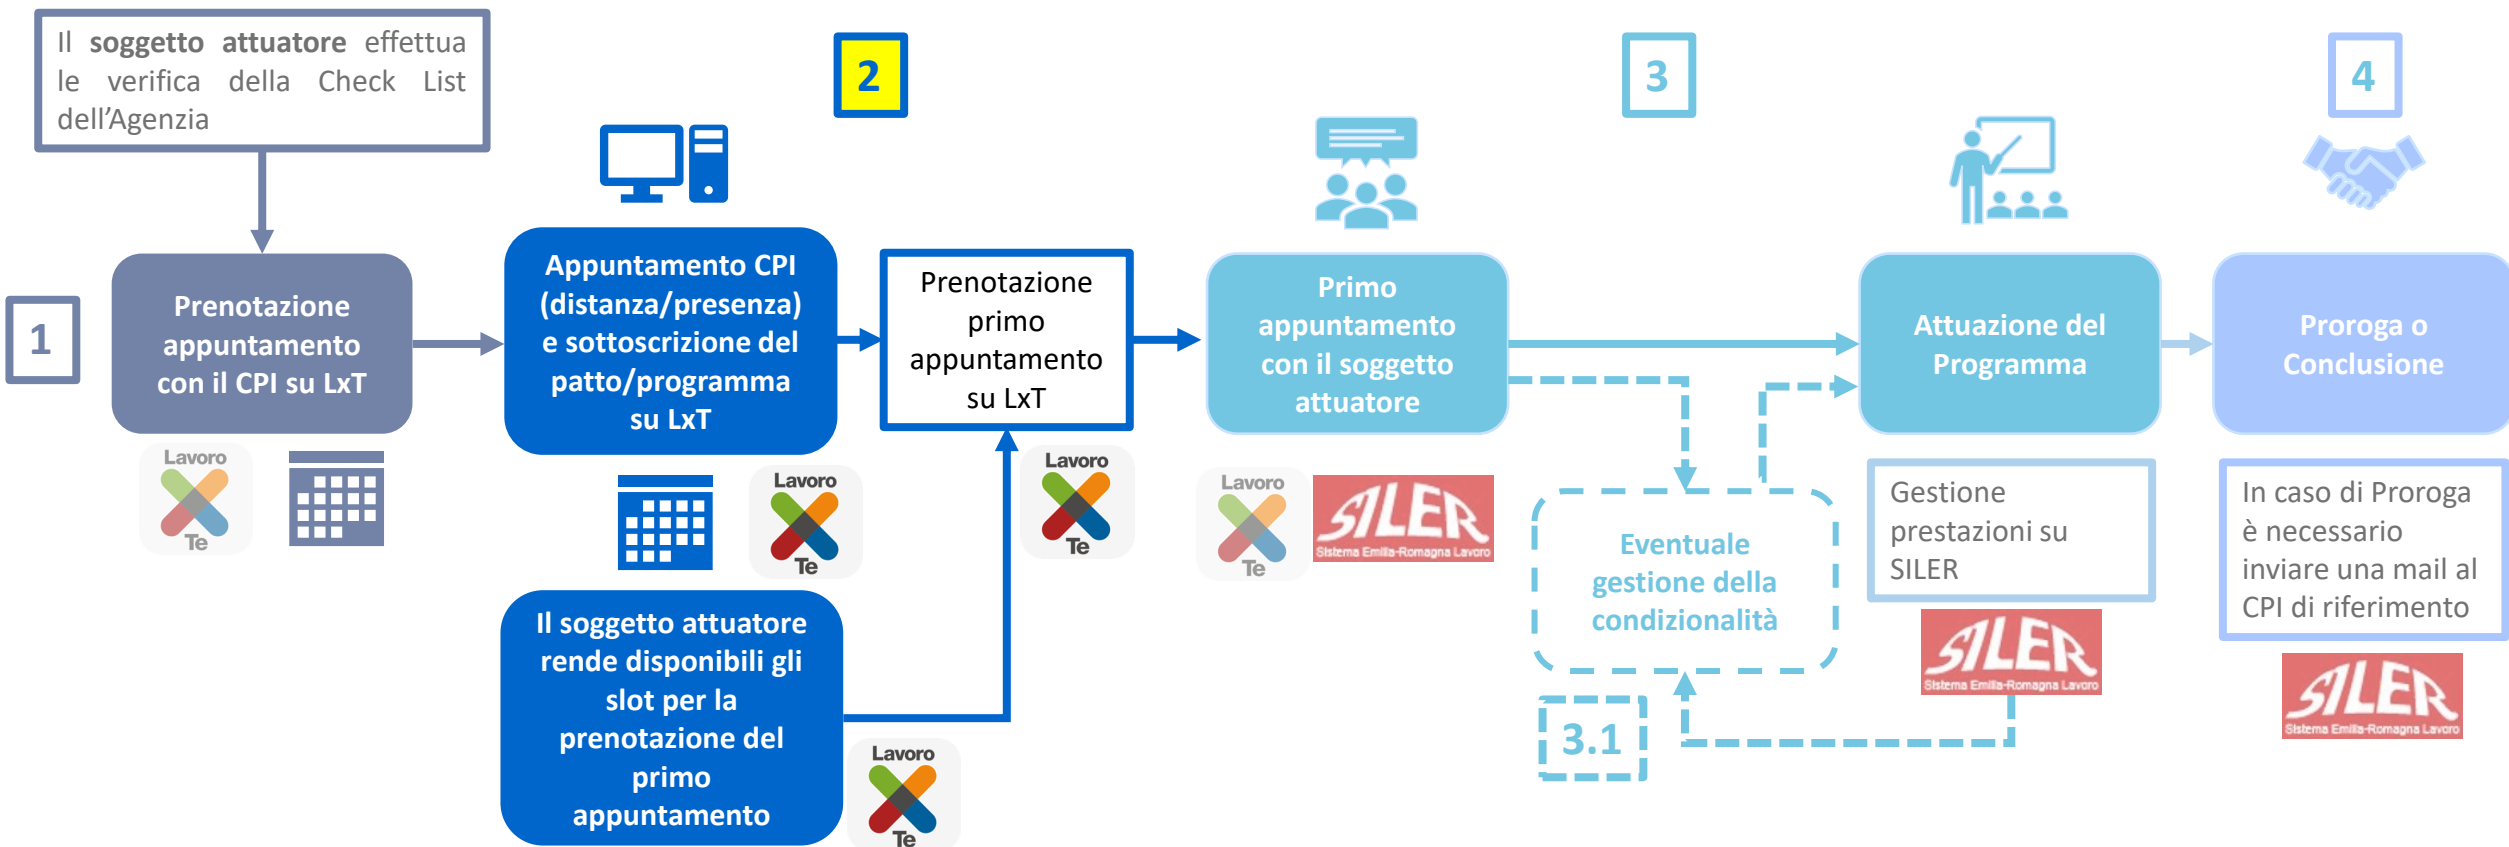 Il soggetto attuatore effettua
le verifica della Check List
dell'Agenzia
2
3
4
1
Prenotazione
appuntamento
con il CPI su LxT
Appuntamento CPI
(distanza/presenza)
e sottoscrizione del
patto/programma
su LxT
Prenotazione
primo
appuntamento
su LxT
Primo
appuntamento
con il soggetto
attuatore
Attuazione del
Programma
Proroga o
Conclusione
Lavoro
Te
Lavoro
Te
Lavoro
Te
Lavoro
Te
SILER
Sistema Emilia-Romagna Lavoro
Eventuale
gestione della
condizionalità
Gestione
prestazioni su
SILER
In caso di Proroga
è necessario
inviare una mail al
CPI di riferimento
Il soggetto attuatore
rende disponibili gli
slot per la
prenotazione del
primo
appuntamento
Lavoro
Te
3.1
SILER
Sistema Emilia-Romagna Lavoro
SILER
Sistema Emilia-Romagna Lavoro